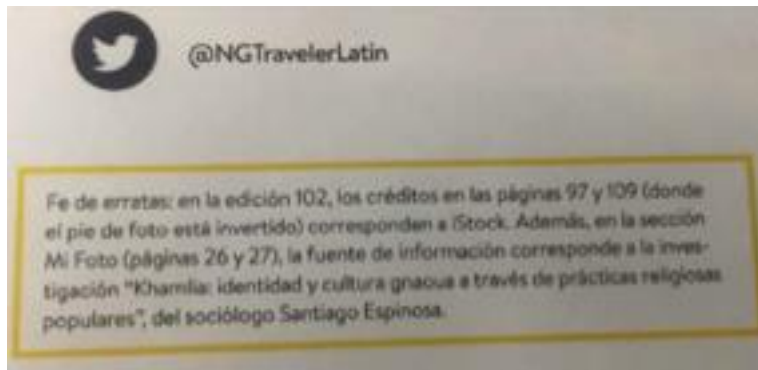 @NGTravelerLatin
Fe de erratas: en la edición 102, los créditos en las páginas 97 y 109 (donde
el pie de foto está invertido) corresponden a iStock. Además, en la sección
Mi Foto (páginas 26 y 27), la fuente de información corresponde a la inves-
tigación "Khamlia: identidad y cultura gnaoua a través de prácticas religiosas
populares", del sociólogo Santiago Espinosa.